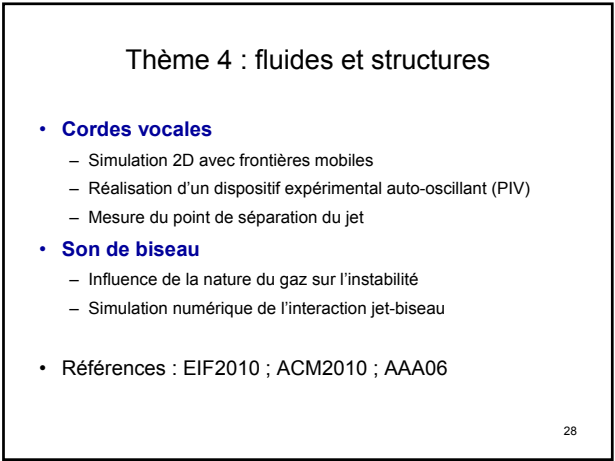 Thème 4 : fluides et structures
• Cordes vocales
– Simulation 2D avec frontières mobiles
– Réalisation d'un dispositif expérimental auto-oscillant (PIV)
– Mesure du point de séparation du jet
• Son de biseau
– Influence de la nature du gaz sur l'instabilité
– Simulation numérique de l'interaction jet-biseau
• Références : EIF2010 ; ACM2010 ; AAA06
28